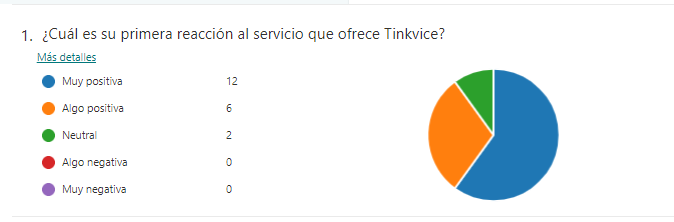 1. ¿Cuál es su primera reacción al servicio que ofrece Tinkvice?
Más detalles
Muy positiva 12
Algo positiva 6
Neutral 2
Algo negativa 0
Muy negativa 0